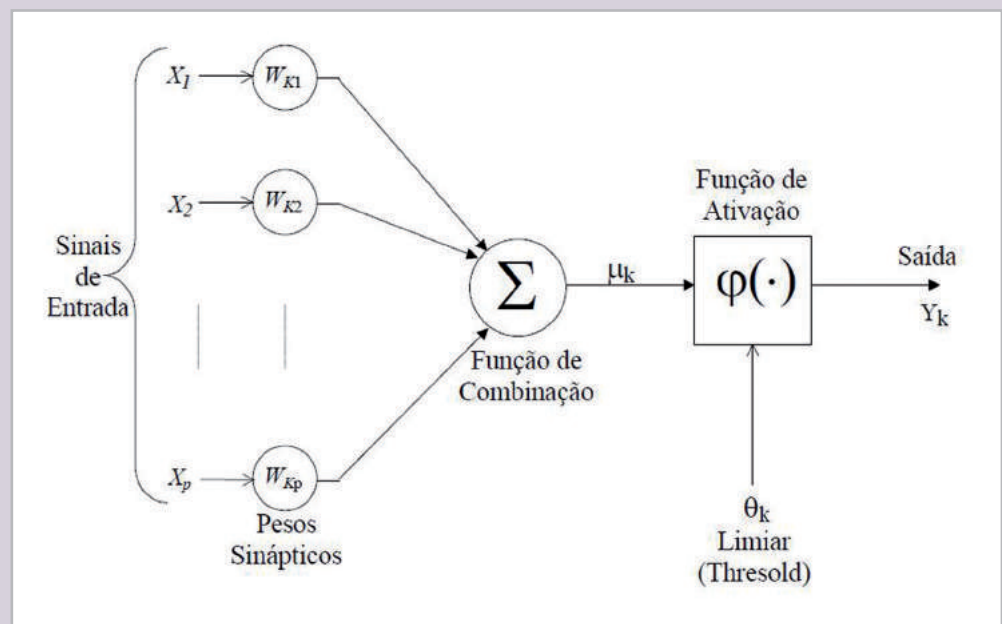 X1
WK1
X2
WK2
Sinais
de
Entrada
Xp
WKp
Pesos
Sinápticos
Σ
Função de
Combinação
μk
Função de
Ativação
φ(·)
Saída
Yk
θk
Limiar
(Thresold)